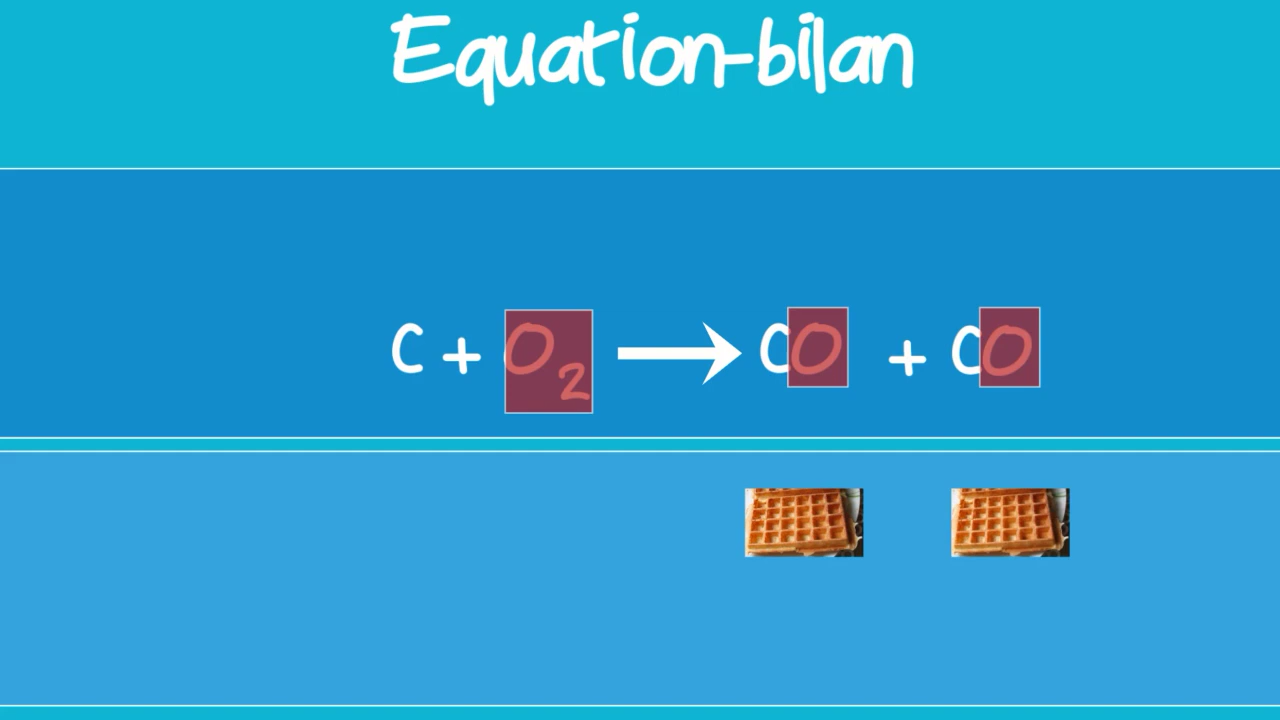 Equation-bilan
C + O₂ → CO + CO